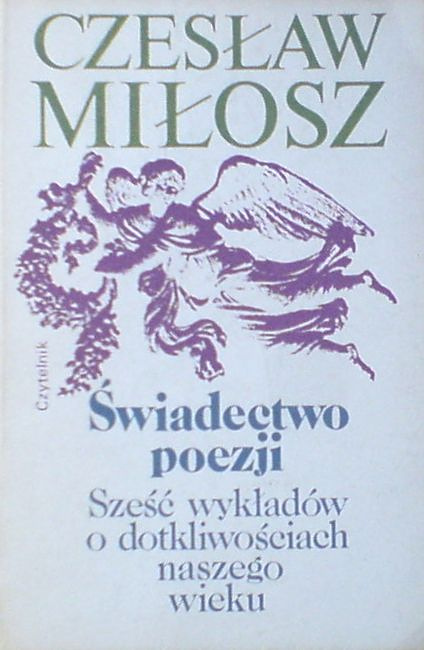 CZESŁAW
MIŁOSZ
Czytelnik
Świadectwo
poezji
Sześć wykładów
o dotkliwościach
naszego
wieku